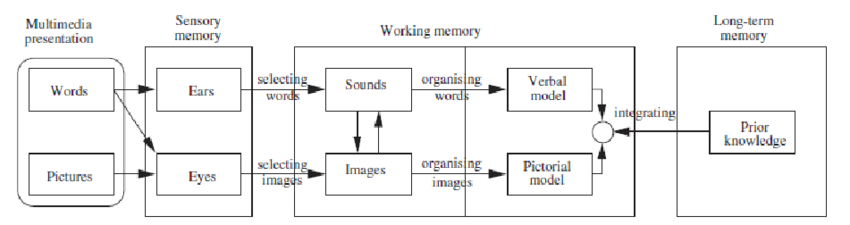 Multimedia
presentation
Sensory
memory
Working memory
Long-term
memory
Words
Ears
selecting
words
Sounds
organising
words
Verbal
model
integrating
Prior
knowledge
Pictures
Eyes
selecting
images
Images
organising
images
Pictorial
model